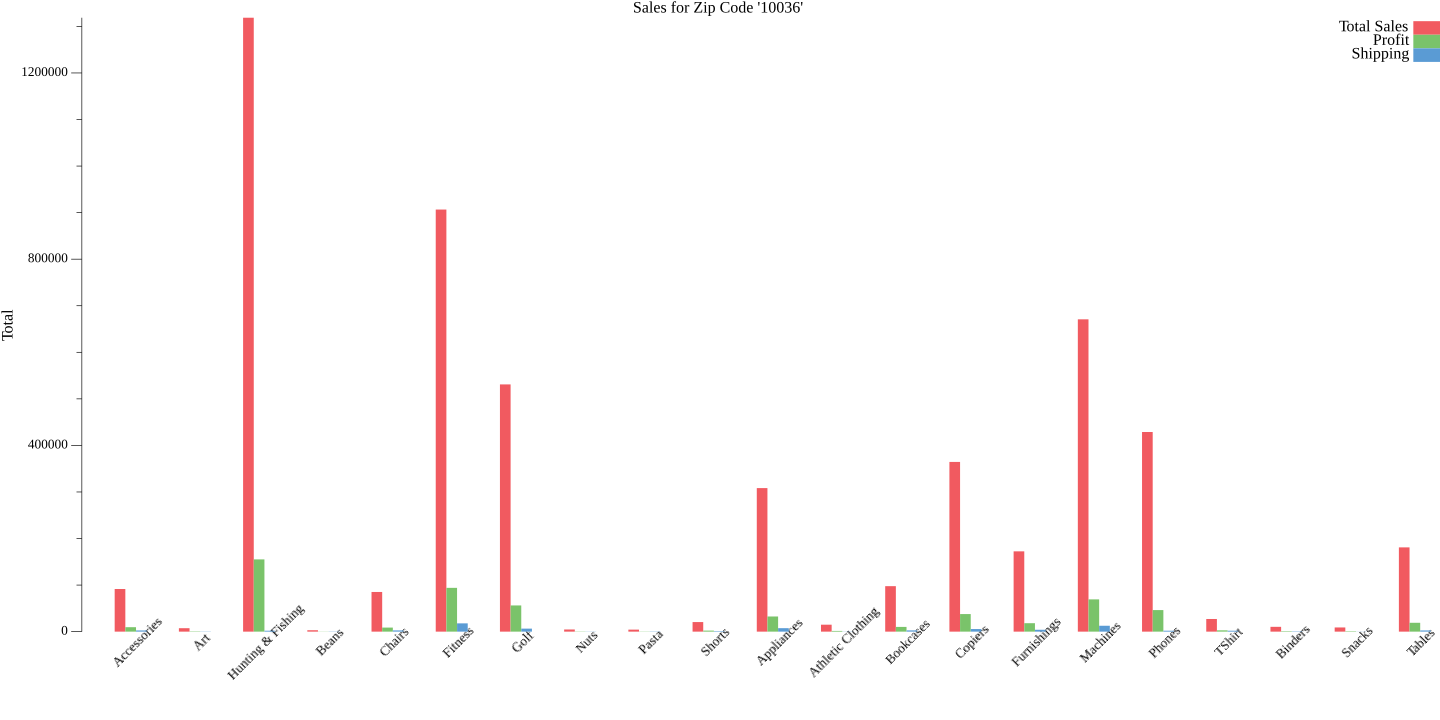 Sales for Zip Code '10036'
Total Sales
Profit
Shipping
1200000
800000
400000
0
Total
Accessories
Art
Hunting & Fishing
Beans
Chairs
Fitness
Golf
Nuts
Pasta
Shorts
Appliances
Athletic Clothing
Bookcases
Copiers
Furnishings
Machines
Phones
TShirt
Binders
Snacks
Tables